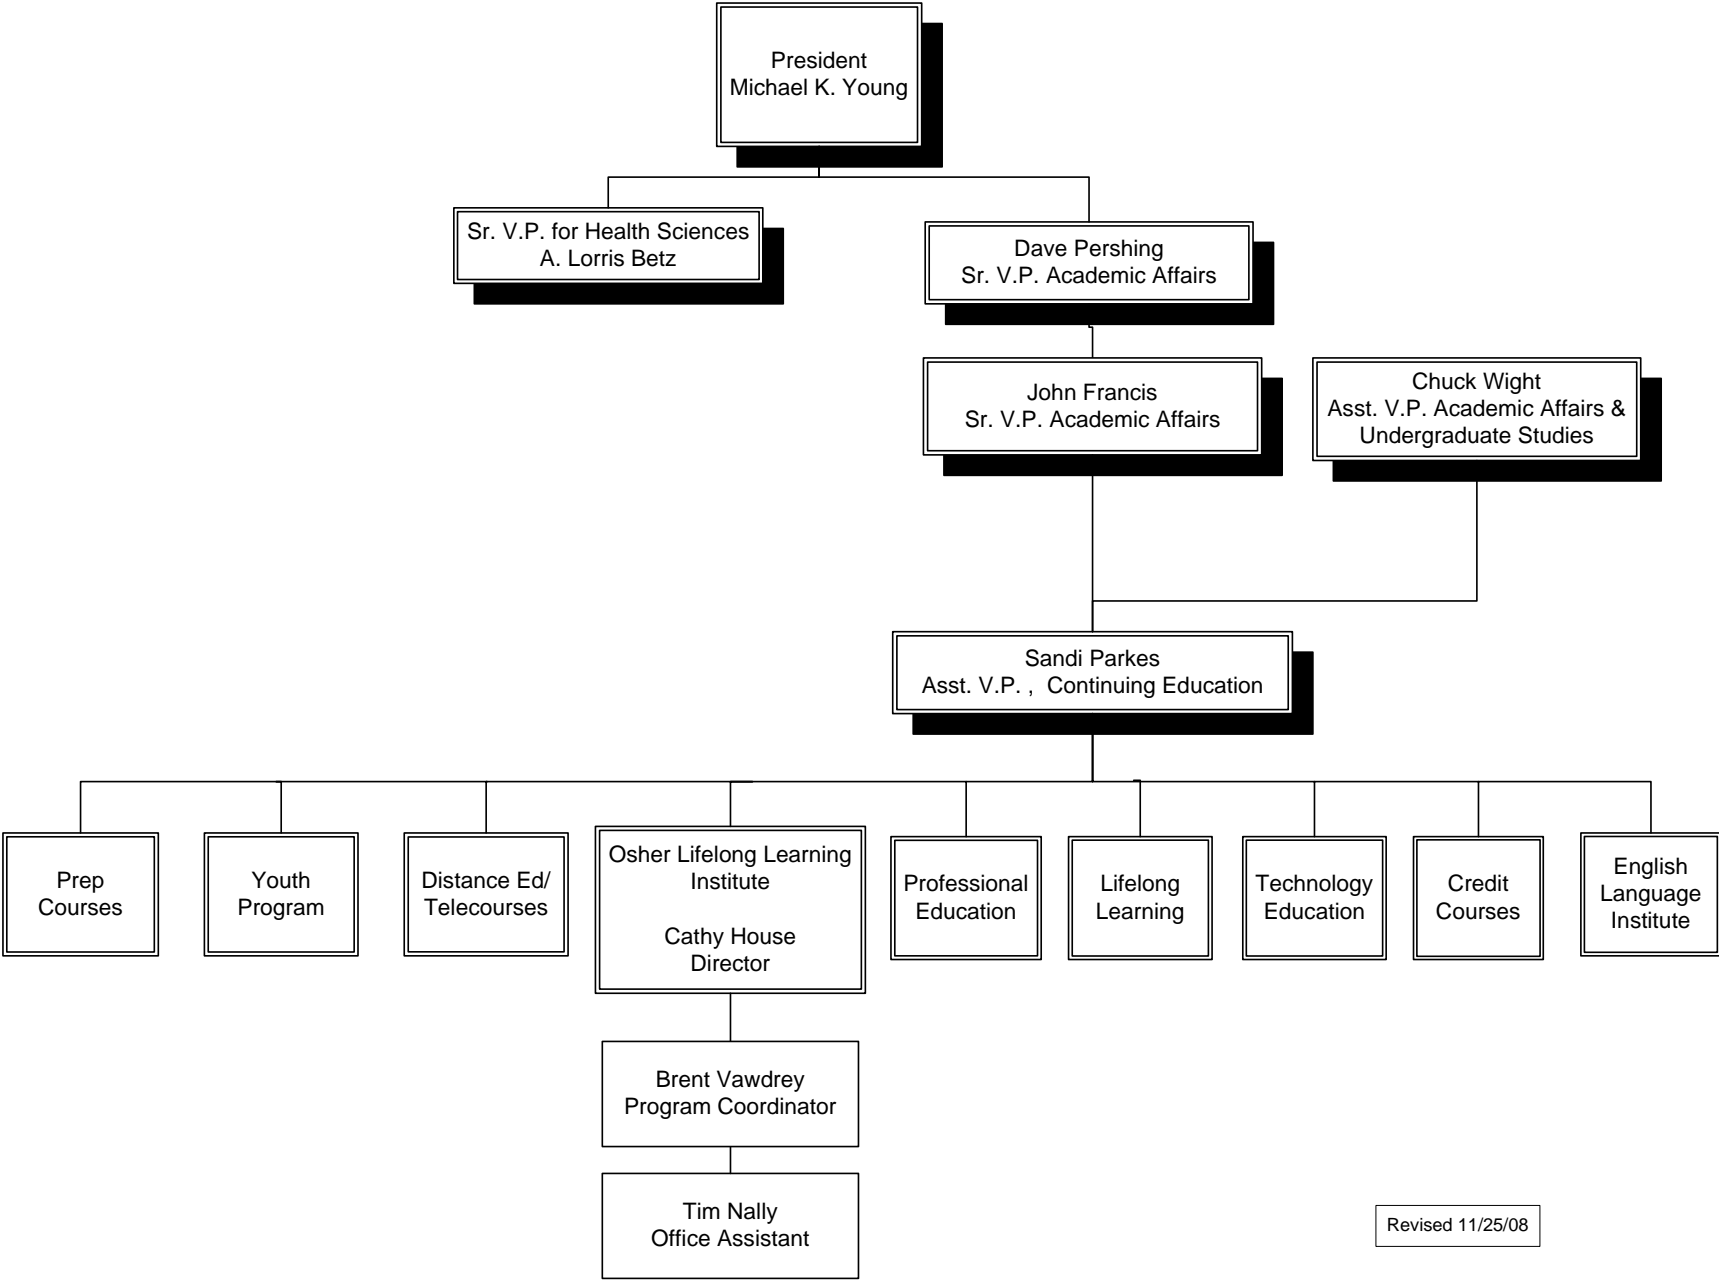 President
Michael K. Young
Sr. V.P. for Health Sciences
A. Lorris Betz
Dave Pershing
Sr. V.P. Academic Affairs
John Francis
Sr. V.P. Academic Affairs
Chuck Wight
Asst. V.P. Academic Affairs &
Undergraduate Studies
Sandi Parkes
Asst. V.P. , Continuing Education
Prep
Courses
Youth
Program
Distance Ed/
Telecourses
Osher Lifelong Learning
Institute
Cathy House
Director
Professional
Education
Lifelong
Learning
Technology
Education
Credit
Courses
English
Language
Institute
Brent Vawdrey
Program Coordinator
Tim Nally
Office Assistant
Revised 11/25/08